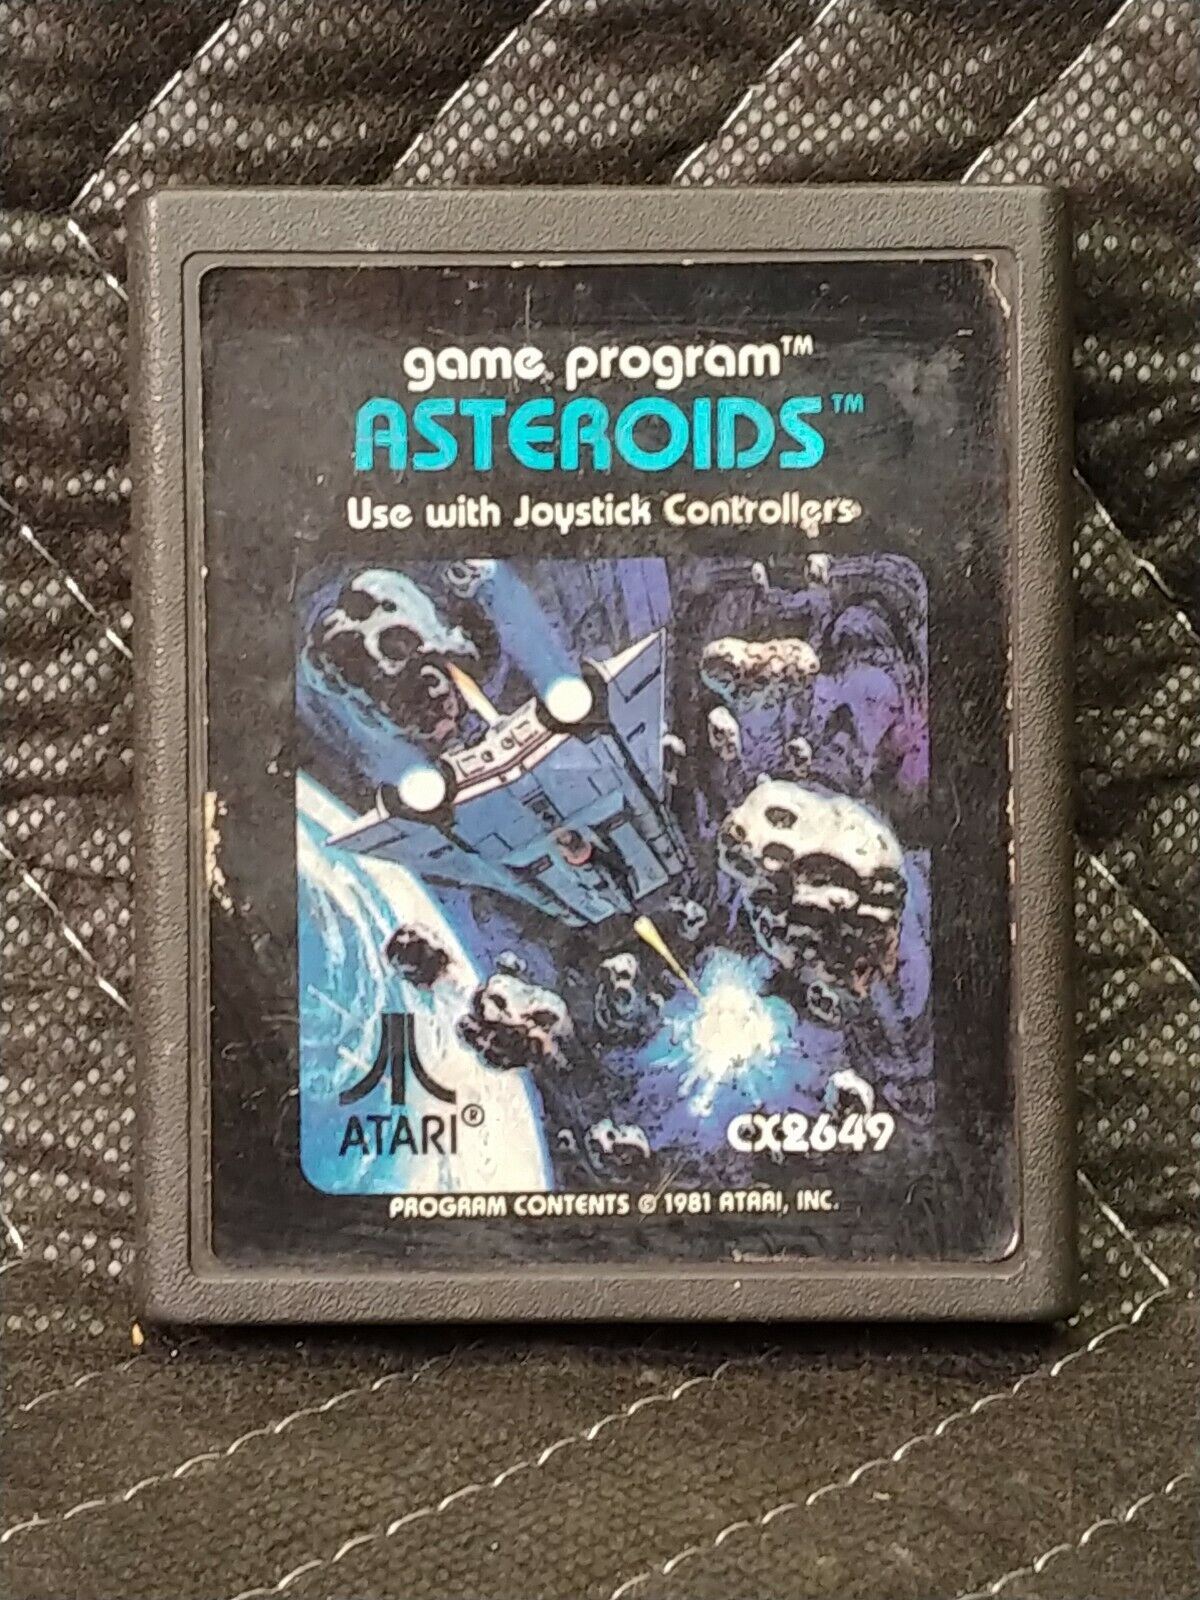 game program™
ASTEROIDS™
Use with Joystick Controllers
ATARI®
CX2649
PROGRAM CONTENTS © 1981 ATARI, INC.